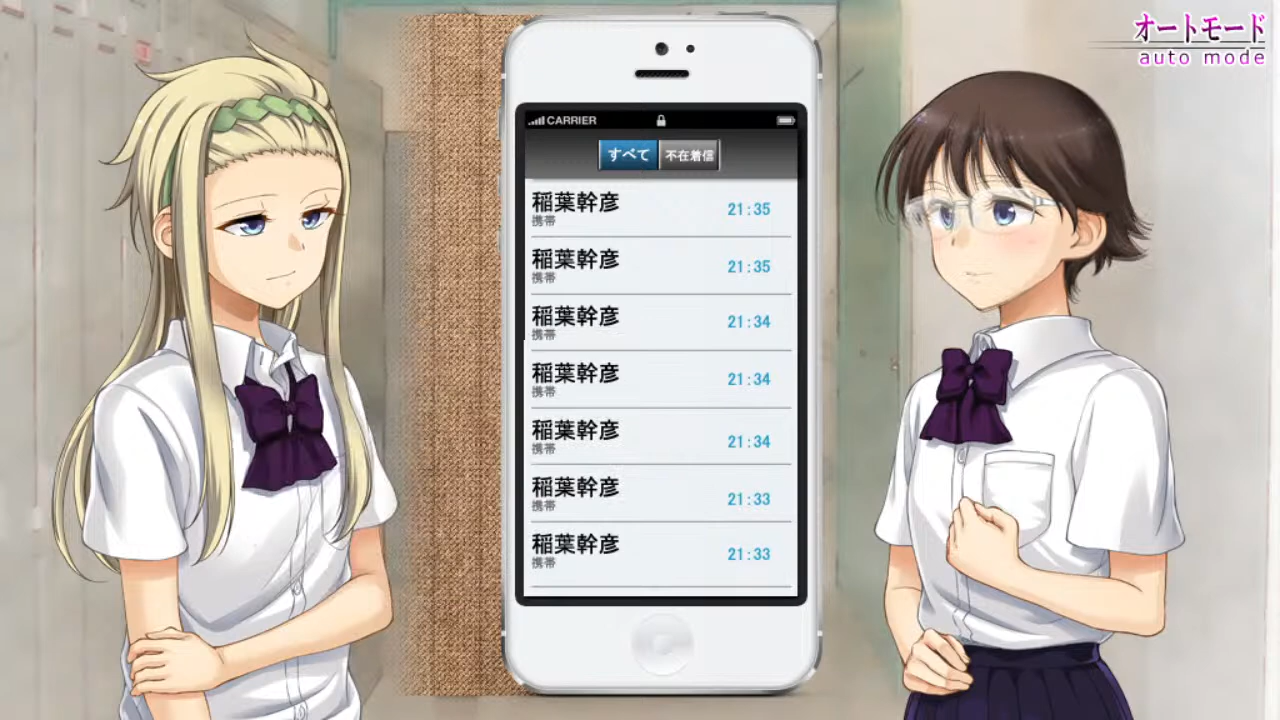 オートモード
auto mode
CARRIER
すべて 不在着信
稲葉幹彦 21:35
携帯
稲葉幹彦 21:35
携帯
稲葉幹彦 21:34
携帯
稲葉幹彦 21:34
携帯
稲葉幹彦 21:34
携帯
稲葉幹彦 21:33
携帯
稲葉幹彦 21:33
携帯